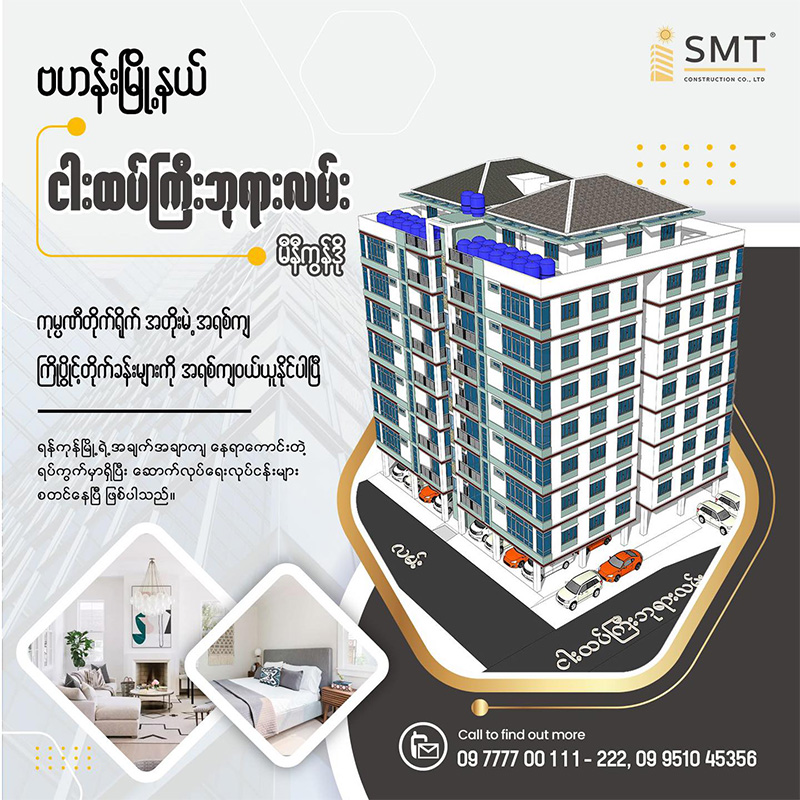 ဗဟန်းမြို့နယ်
SMT®
CONSTRUCTION CO., LTD
ငါးထပ်ကြီးဘုရားလမ်း
မီနီကွန်ဒို
ကုမ္ပဏီတိုက်ရိုက် အတိုးမဲ့ အရစ်ကျ
ကြိုပွိုင့်တိုက်ခန်းများကို အရစ်ကျဝယ်ယူနိုင်ပါပြီ
ရန်ကုန်မြို့ရဲ့ အချက်အချာကျ နေရာကောင်းတဲ့
ရပ်ကွက်မှာရှိပြီး ဆောက်လုပ်ရေးလုပ်ငန်းများ
စတင်နေပြီ ဖြစ်ပါသည်။
လမ်း
ငါးထပ်ကြီးဘုရားလမ်း
Call to find out more
09 7777 00 111 - 222, 09 9510 45356